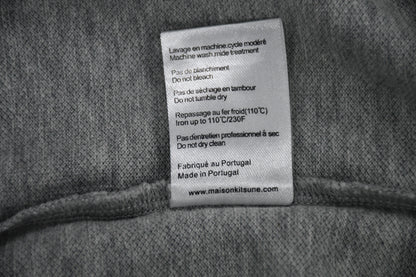 Lavage en machine.cycle modéré
Machine wash.mide treatment
Pas de blanchiment
Do not bleach
Pas de séchage en tambour
Do not tumble dry
Repassage au fer froid(110℃)
Iron up to 110℃/230F
Pas dentretien professionnel à sec
Do not dry clean
Fabriqué au Portugal
Made in Portugal
www.maisonkitsune.com